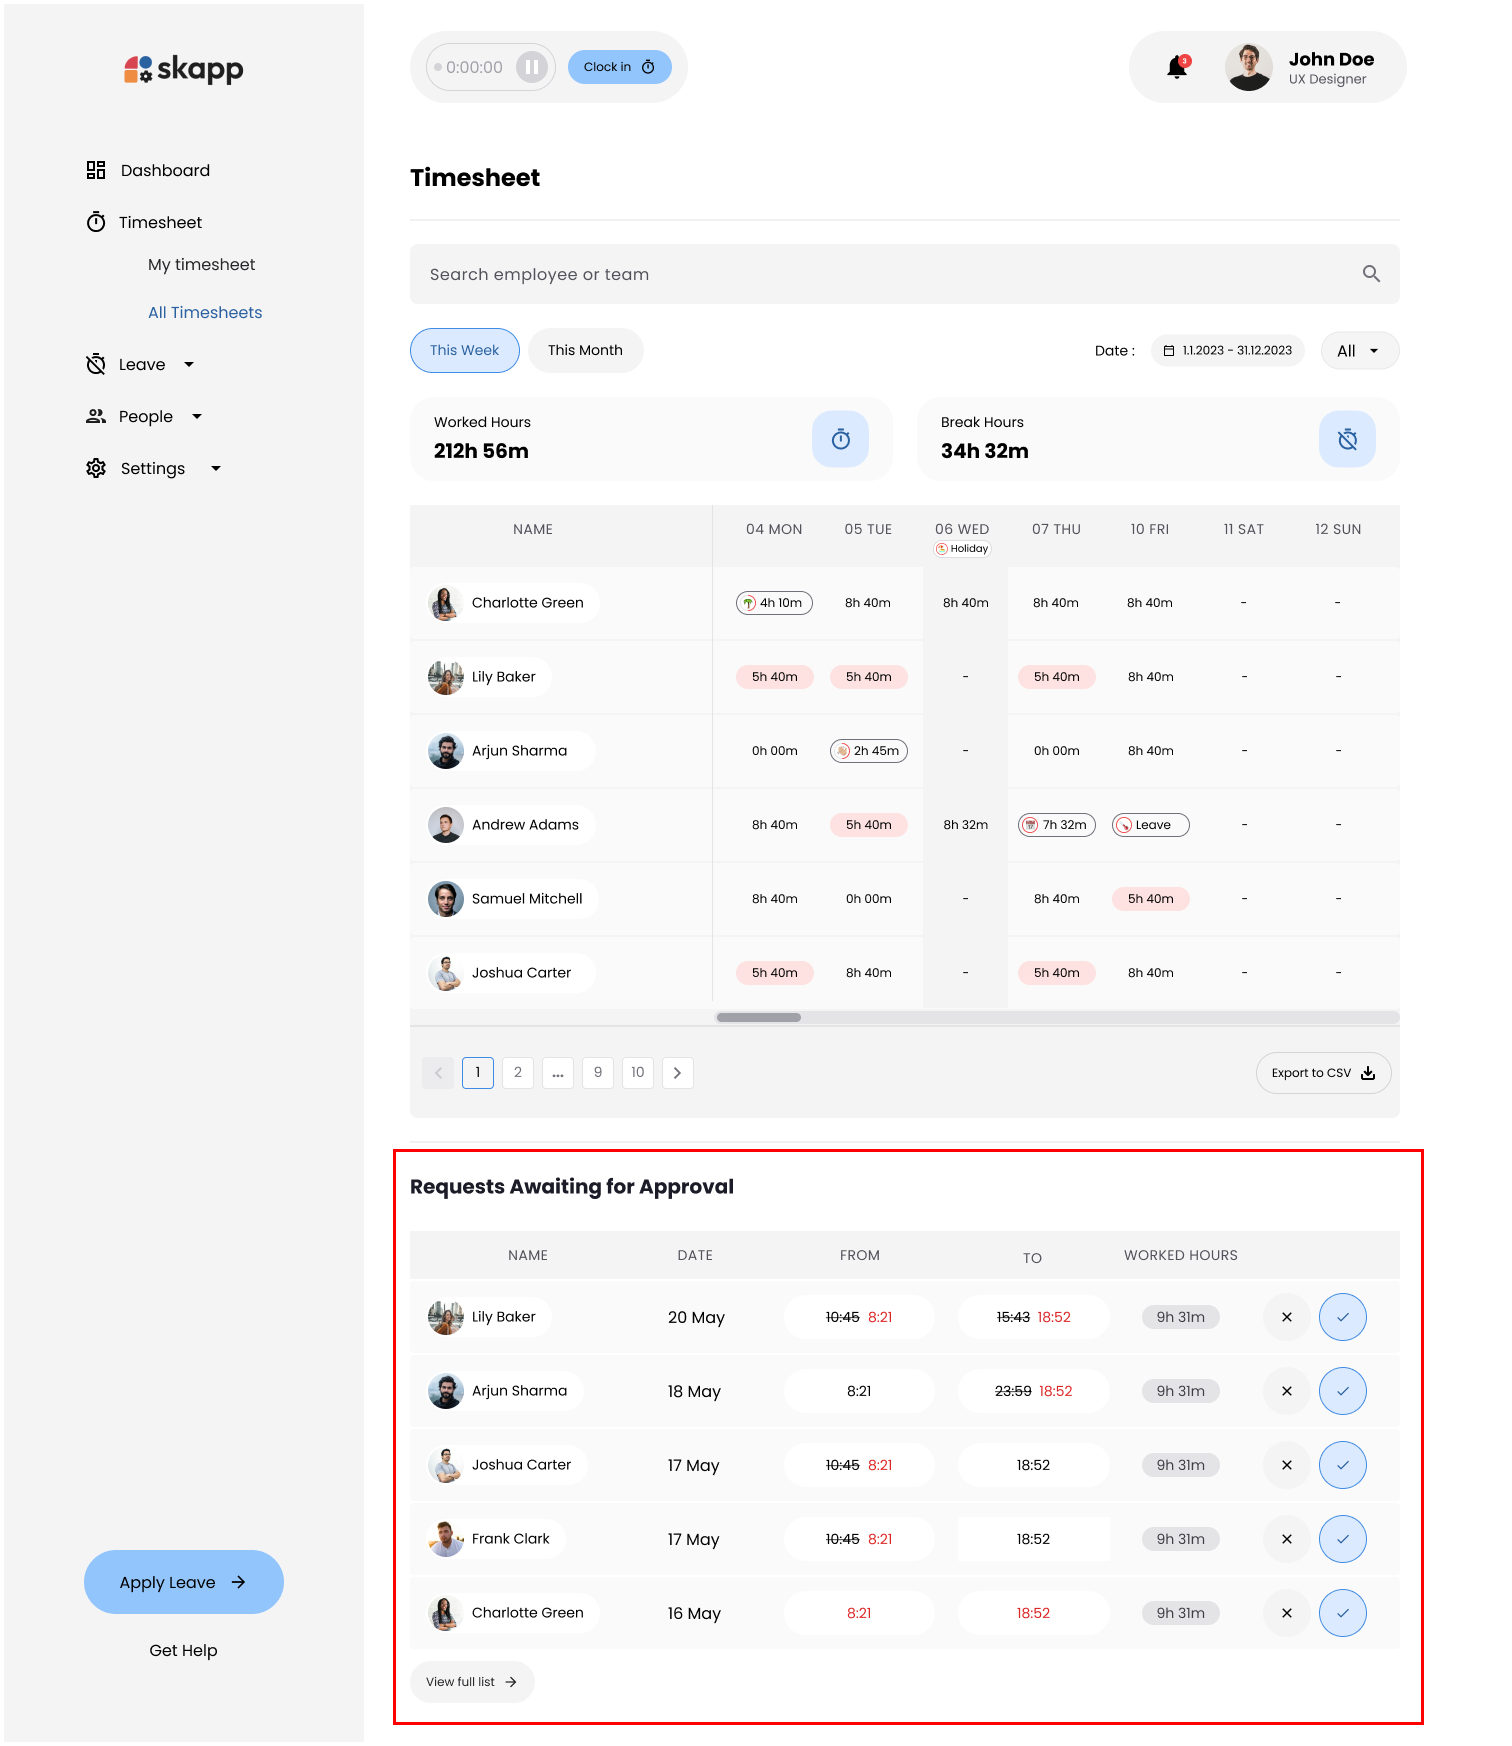 skapp
0:00:00
Clock in
3
John Doe
UX Designer
Dashboard
Timesheet
My timesheet
All Timesheets
Leave
People
Settings
Apply Leave
Get Help
Timesheet
Search employee or team
This Week This Month Date : 1.1.2023 - 31.12.2023 All
Worked Hours
212h 56m
Break Hours
34h 32m
NAME 04 MON 05 TUE 06 WED 07 THU 10 FRI 11 SAT 12 SUN
Holiday
Charlotte Green 4h 10m 8h 40m 8h 40m 8h 40m 8h 40m - -
Lily Baker 5h 40m 5h 40m - 5h 40m 8h 40m - -
Arjun Sharma 0h 00m 2h 45m - 0h 00m 8h 40m - -
Andrew Adams 8h 40m 5h 40m 8h 32m 7h 32m Leave - -
Samuel Mitchell 8h 40m 0h 00m - 8h 40m 5h 40m - -
Joshua Carter 5h 40m 8h 40m - 5h 40m 8h 40m - -
1 2 ... 9 10 Export to CSV
Requests Awaiting for Approval
NAME DATE FROM TO WORKED HOURS
Lily Baker 20 May 10:45 8:21 15:43 18:52 9h 31m
Arjun Sharma 18 May 8:21 23:59 18:52 9h 31m
Joshua Carter 17 May 10:45 8:21 18:52 9h 31m
Frank Clark 17 May 10:45 8:21 18:52 9h 31m
Charlotte Green 16 May 8:21 18:52 9h 31m
View full list